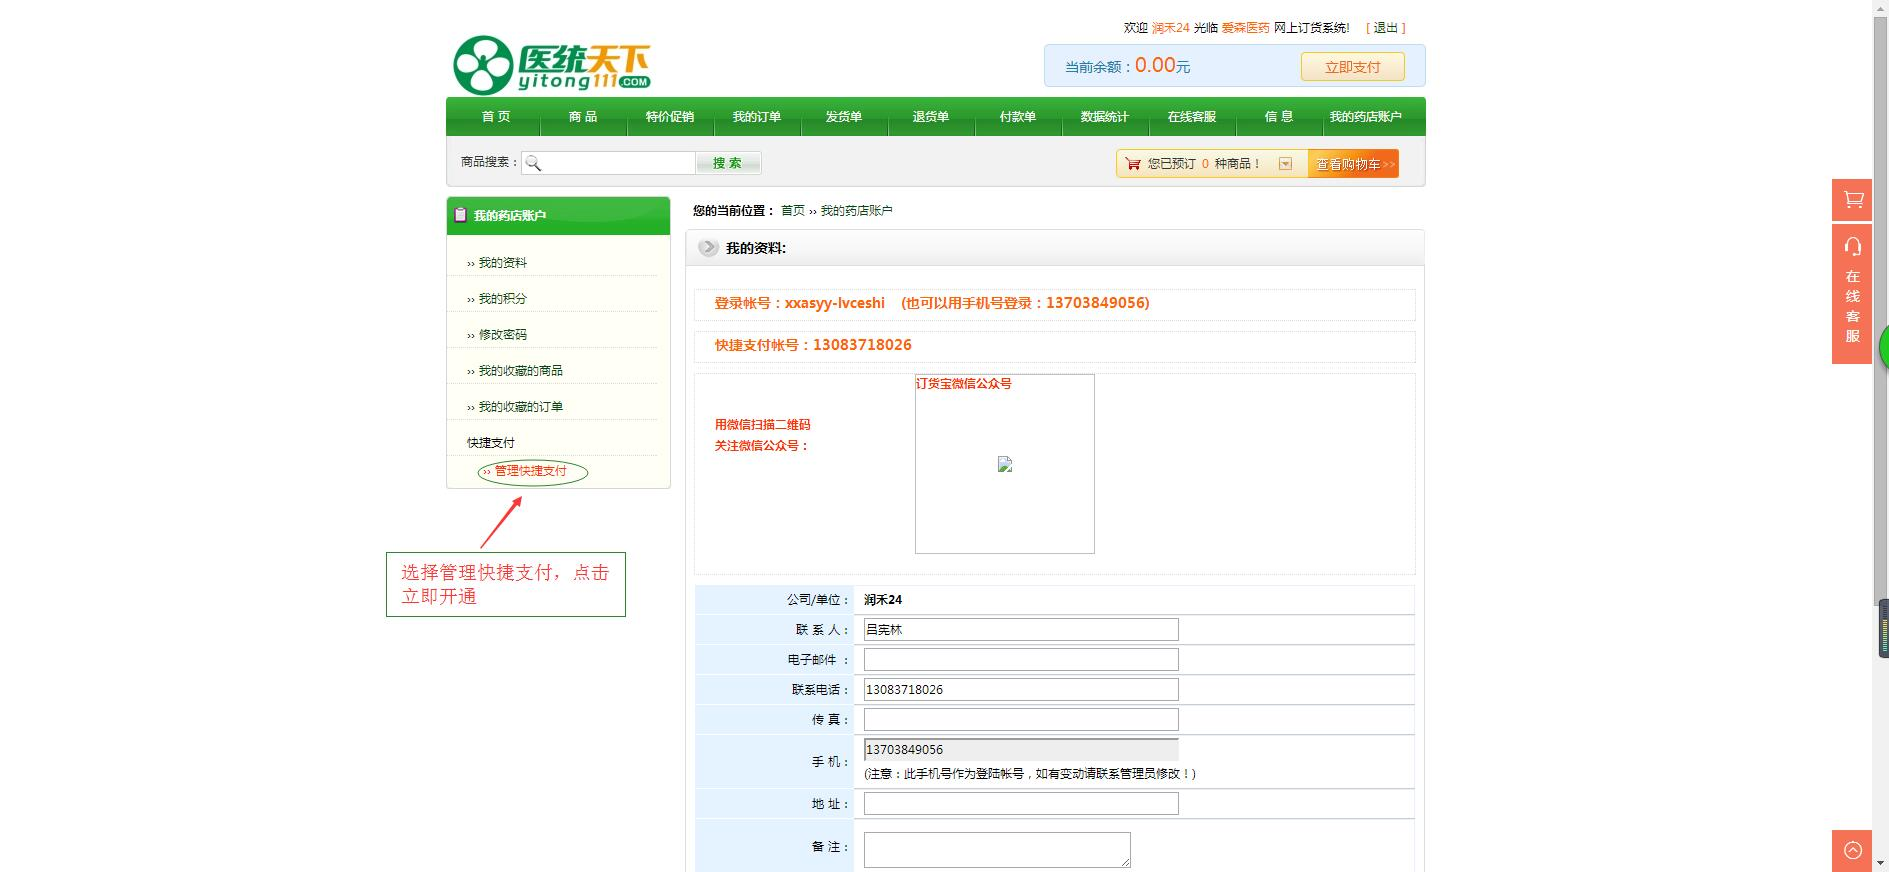 欢迎 润禾24 光临 爱森医药 网上订货系统! [ 退出 ]
医统天下
yitong111.COM
当前余额：0.00元
立即支付
首 页 商 品 特价促销 我的订单 发货单 退货单 付款单 数据统计 在线客服 信 息 我的药店账户
商品搜索：
搜 索
您已预订 0 种商品！
查看购物车>>
我的药店账户
›› 我的资料
›› 我的积分
›› 修改密码
›› 我的收藏的商品
›› 我的收藏的订单
快捷支付
›› 管理快捷支付
选择管理快捷支付，点击
立即开通
您的当前位置： 首页 ›› 我的药店账户
我的资料:
登录帐号：xxasyy-lvceshi (也可以用手机号登录：13703849056)
快捷支付帐号：13083718026
用微信扫描二维码
关注微信公众号：
订货宝微信公众号
公司/单位： 润禾24
联 系 人： 吕宪林
电子邮件 ：
联系电话： 13083718026
传 真：
手 机： 13703849056
(注意：此手机号作为登陆帐号，如有变动请联系管理员修改！)
地 址：
备 注：
在
线
客
服